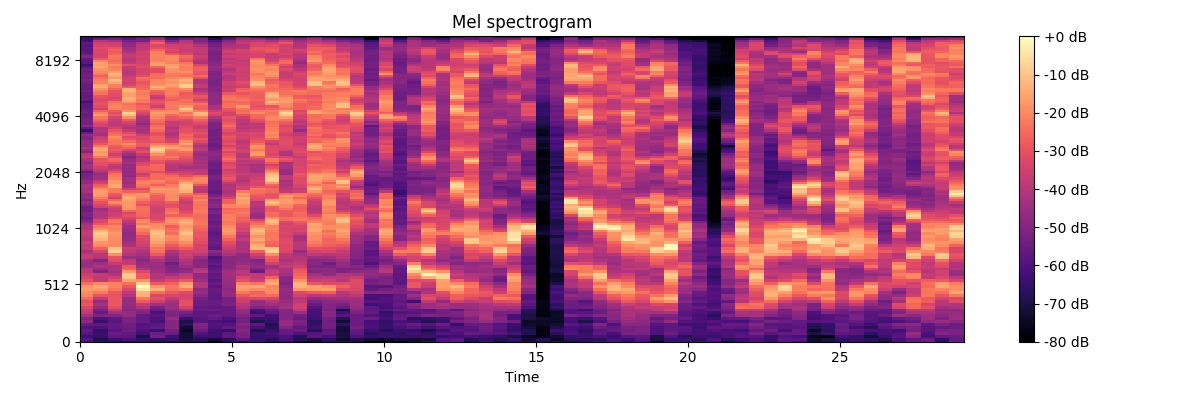 Mel spectrogram
Hz
8192
4096
2048
1024
512
0
0 5 10 15 20 25
Time
+0 dB
-10 dB
-20 dB
-30 dB
-40 dB
-50 dB
-60 dB
-70 dB
-80 dB